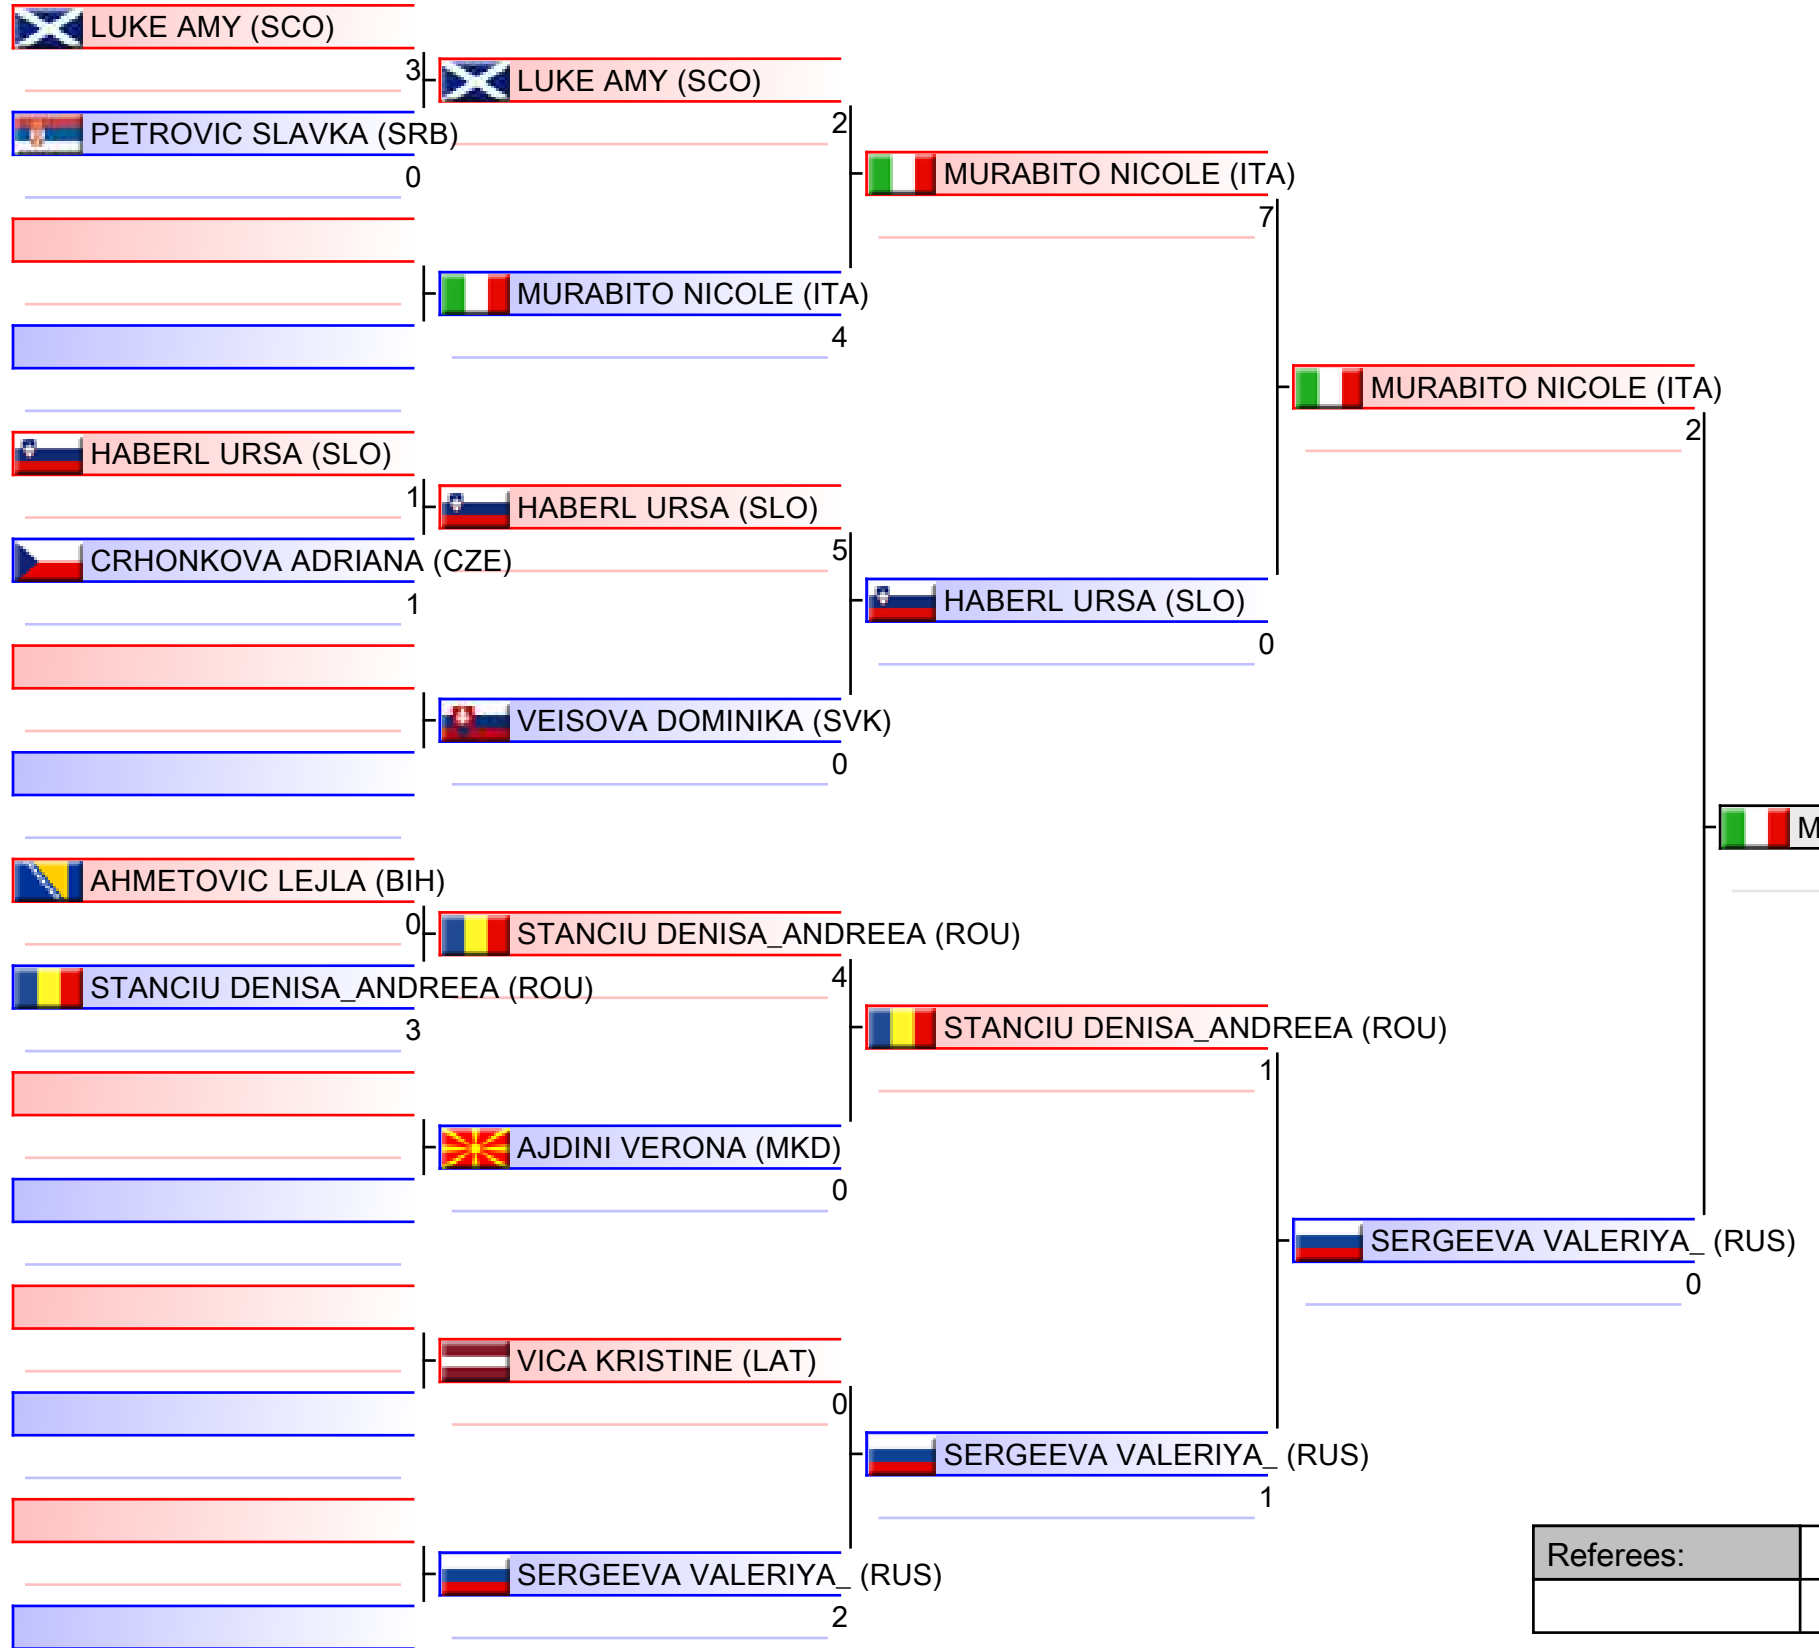 LUKE AMY (SCO)
3
LUKE AMY (SCO)
2
PETROVIC SLAVKA (SRB)
0
MURABITO NICOLE (ITA)
7
MURABITO NICOLE (ITA)
4
MURABITO NICOLE (ITA)
2
HABERL URSA (SLO)
1
HABERL URSA (SLO)
5
CRHONKOVA ADRIANA (CZE)
1
HABERL URSA (SLO)
0
VEISOVA DOMINIKA (SVK)
0
M
AHMETOVIC LEJLA (BIH)
0
STANCIU DENISA_ANDREEA (ROU)
4
STANCIU DENISA_ANDREEA (ROU)
3
STANCIU DENISA_ANDREEA (ROU)
1
AJDINI VERONA (MKD)
0
SERGEEVA VALERIYA_ (RUS)
0
VICA KRISTINE (LAT)
0
SERGEEVA VALERIYA_ (RUS)
1
SERGEEVA VALERIYA_ (RUS)
2
Referees: